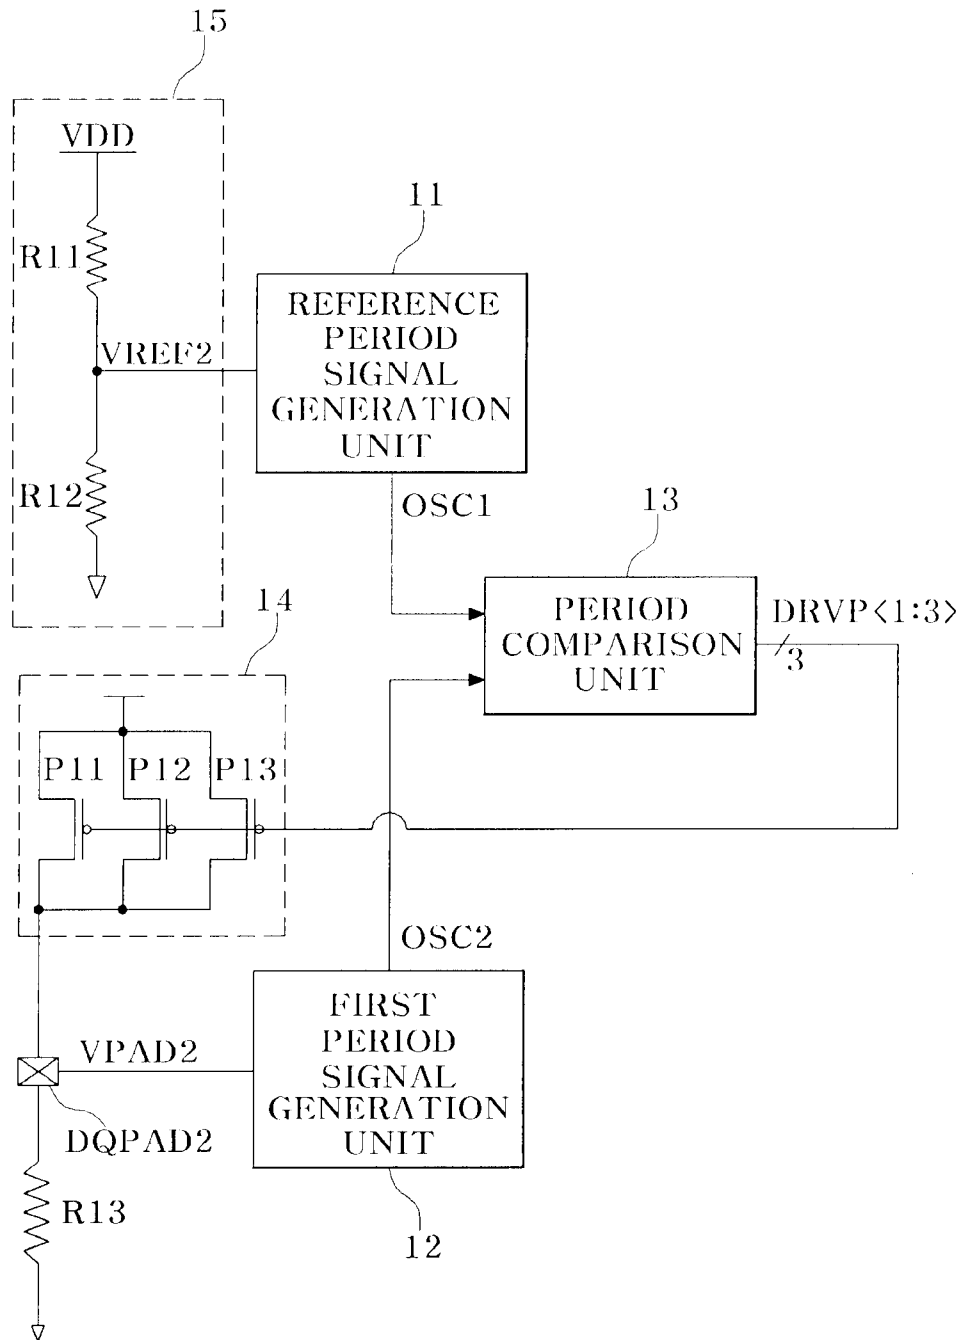 15
VDD
R11
VREF2
R12
11
REFERENCE
PERIOD
SIGNAL
GENERATION
UNIT
OSC1
13
PERIOD
COMPARISON
UNIT
DRVP<1:3>
3
14
P11 P12 P13
OSC2
FIRST
PERIOD
SIGNAL
GENERATION
UNIT
VPAD2
DQPAD2
R13
12